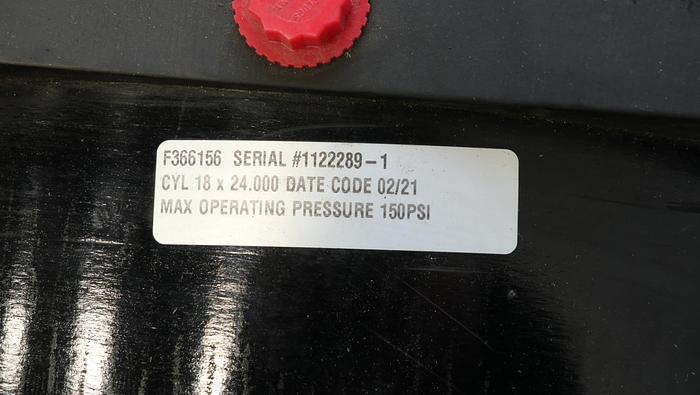 F366156 SERIAL #1122289-1
CYL 18 x 24.000 DATE CODE 02/21
MAX OPERATING PRESSURE 150PSI